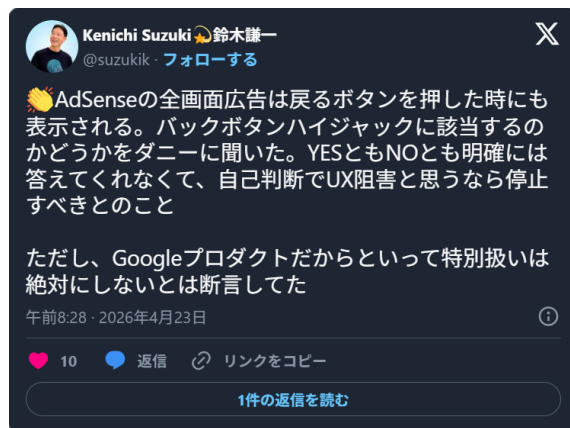 Kenichi Suzuki💫鈴木謙一
@suzukik · フォローする
👏AdSenseの全画面広告は戻るボタンを押した時にも
表示される。バックボタンハイジャックに該当するの
かどうかをダニーに聞いた。YESともNOとも明確には
答えてくれなくて、自己判断でUX阻害と思うなら停止
すべきとのこと
ただし、Googleプロダクトだからといって特別扱いは
絶対にしないとは断言してた
午前8:28 · 2026年4月23日
10 返信 リンクをコピー
1件の返信を読む